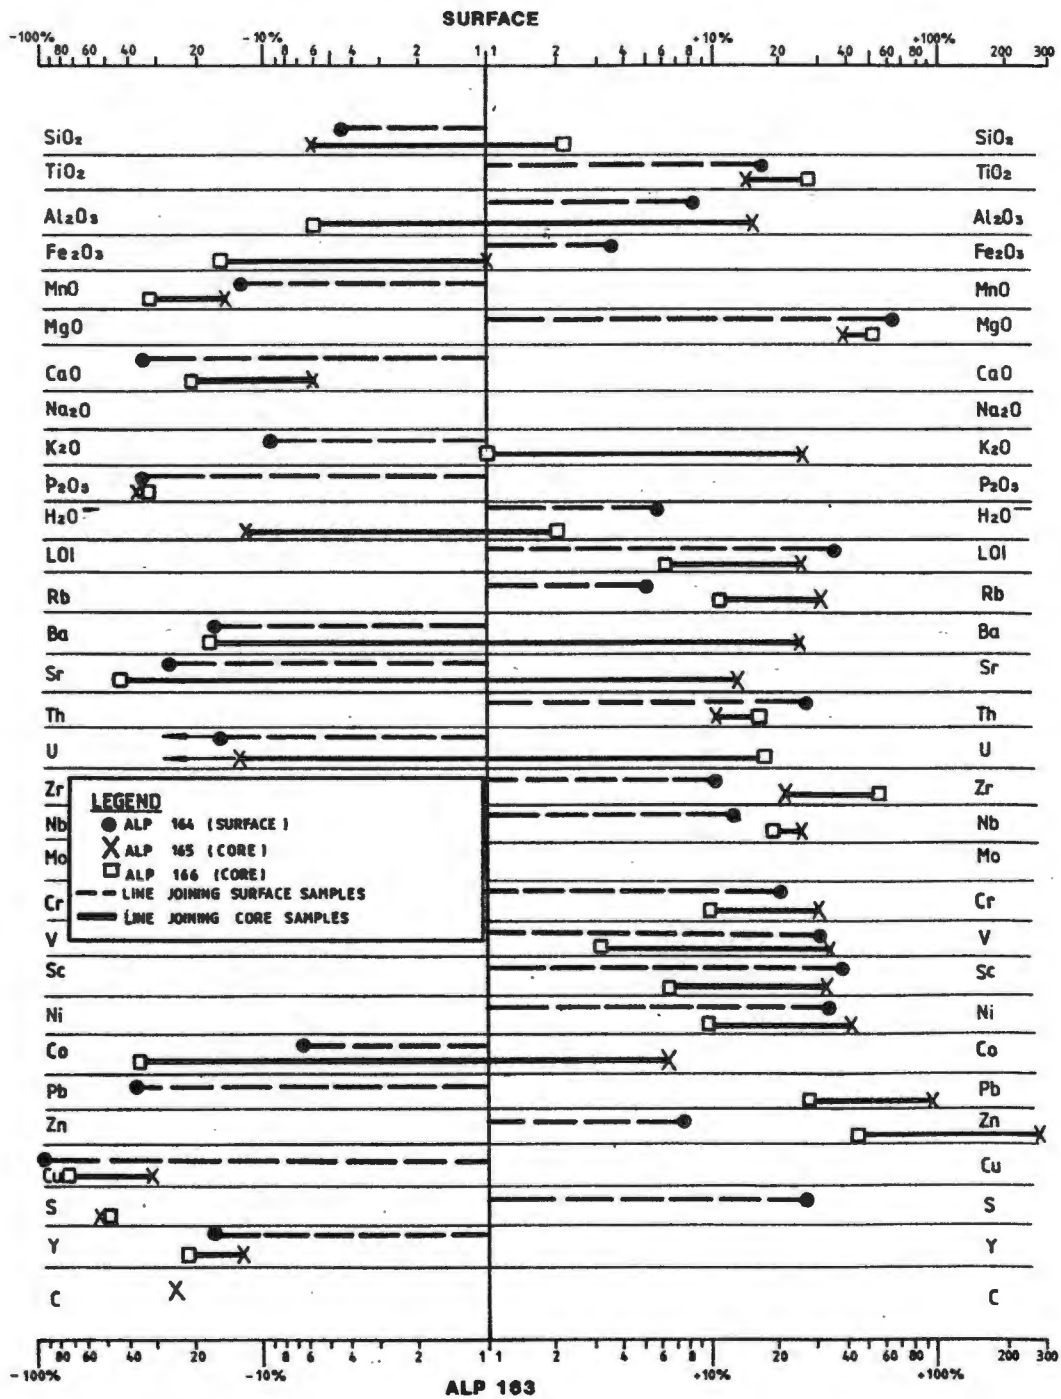 SURFACE
-100% 80 60 40 20 -10% 8 6 4 2 1 1 2 4 6 8 +10% 20 40 60 80 +100% 200 300
SiO₂ SiO₂
TiO₂ TiO₂
Al₂O₃ Al₂O₃
Fe₂O₃ Fe₂O₃
MnO MnO
MgO MgO
CaO CaO
Na₂O Na₂O
K₂O K₂O
P₂O₅ P₂O₅
H₂O⁻ H₂O⁻
LOI LOI
Rb Rb
Ba Ba
Sr Sr
Th Th
U U
Zr Zr
LEGEND
Nb ● ALP 164 (SURFACE) Nb
X ALP 165 (CORE)
Mo □ ALP 166 (CORE) Mo
LINE JOINING SURFACE SAMPLES
Cr LINE JOINING CORE SAMPLES Cr
V V
Sc Sc
Ni Ni
Co Co
Pb Pb
Zn Zn
Cu Cu
S S
Y Y
C C
80 60 40 20 8 6 4 2 1 1 2 4 6 8 20 40 60 80 200 300
-100% -10% +10% +100%
ALP 163